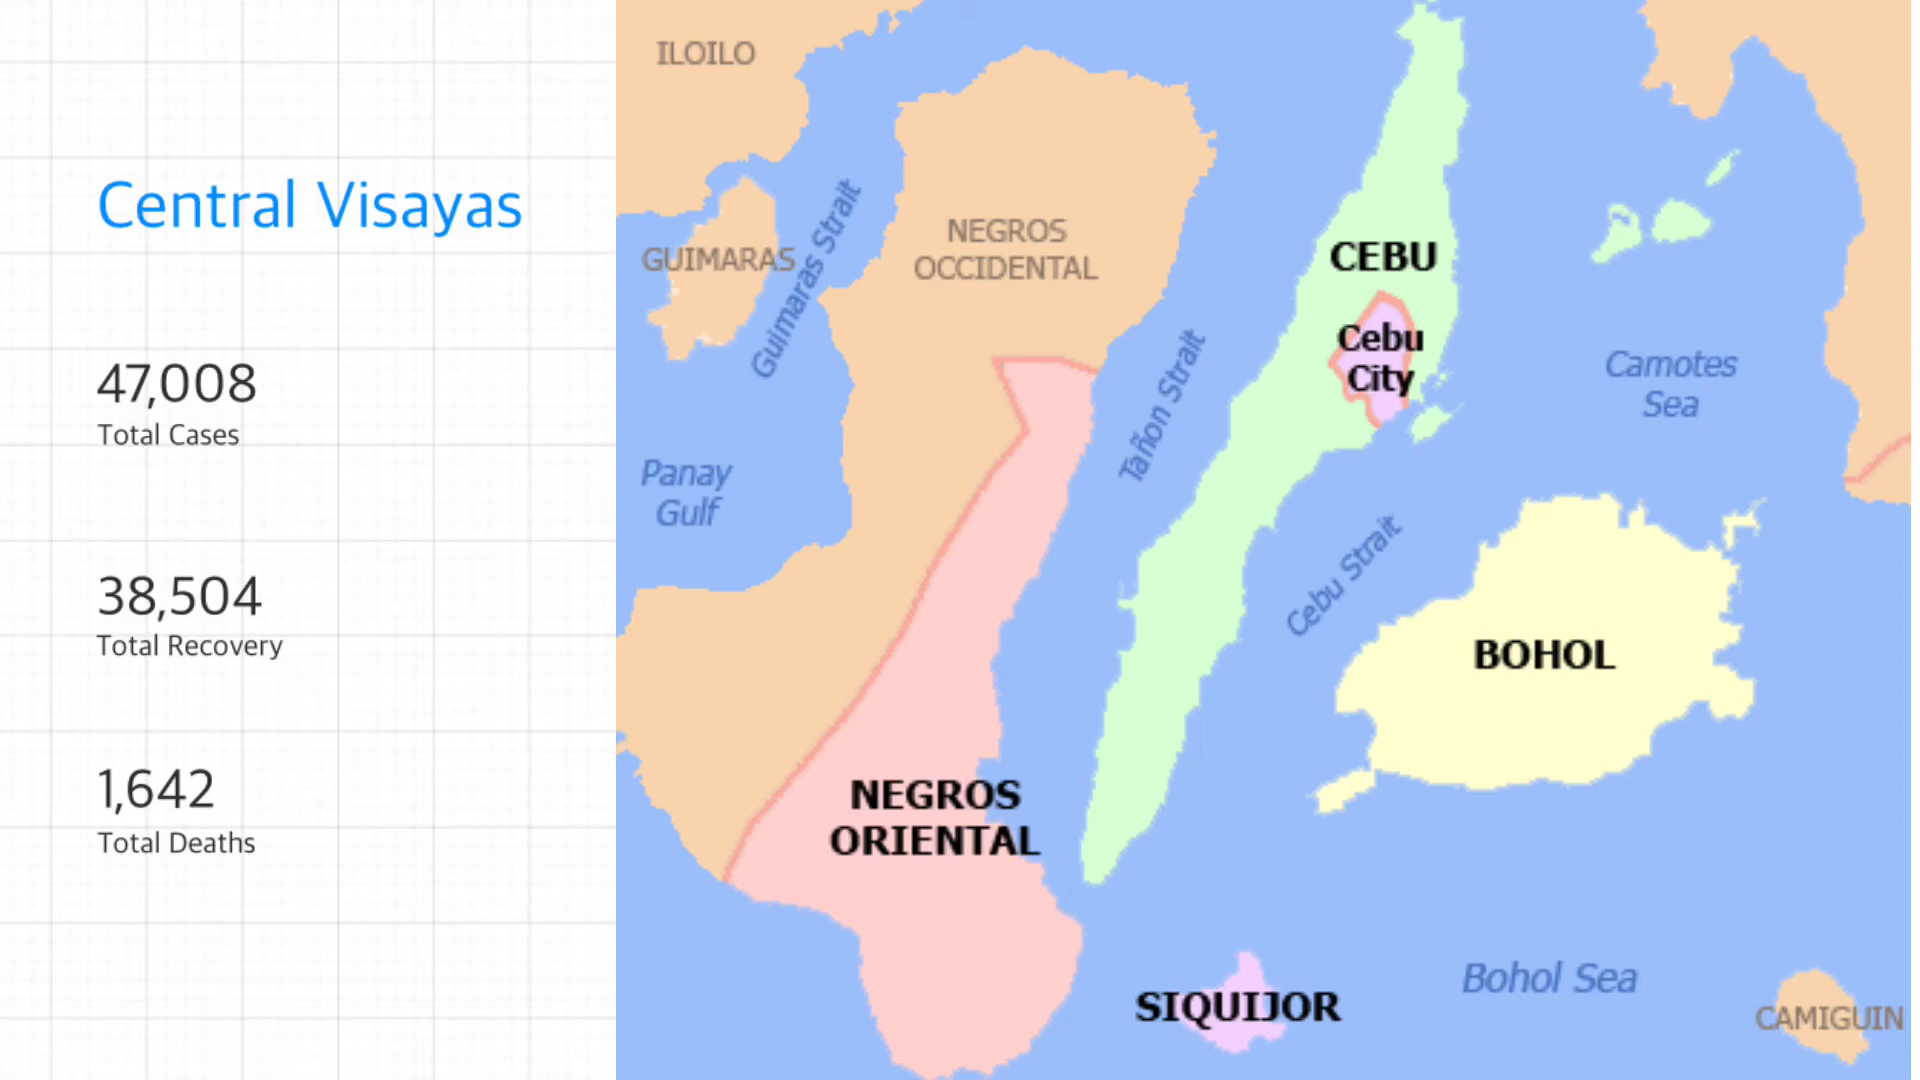 Central Visayas
47,008
Total Cases
38,504
Total Recovery
1,642
Total Deaths
ILOILO
GUIMARAS
Guimaras Strait
NEGROS
OCCIDENTAL
CEBU
Cebu
City
Tañon Strait
Camotes
Sea
Panay
Gulf
Cebu Strait
BOHOL
NEGROS
ORIENTAL
SIQUIJOR
Bohol Sea
CAMIGUIN